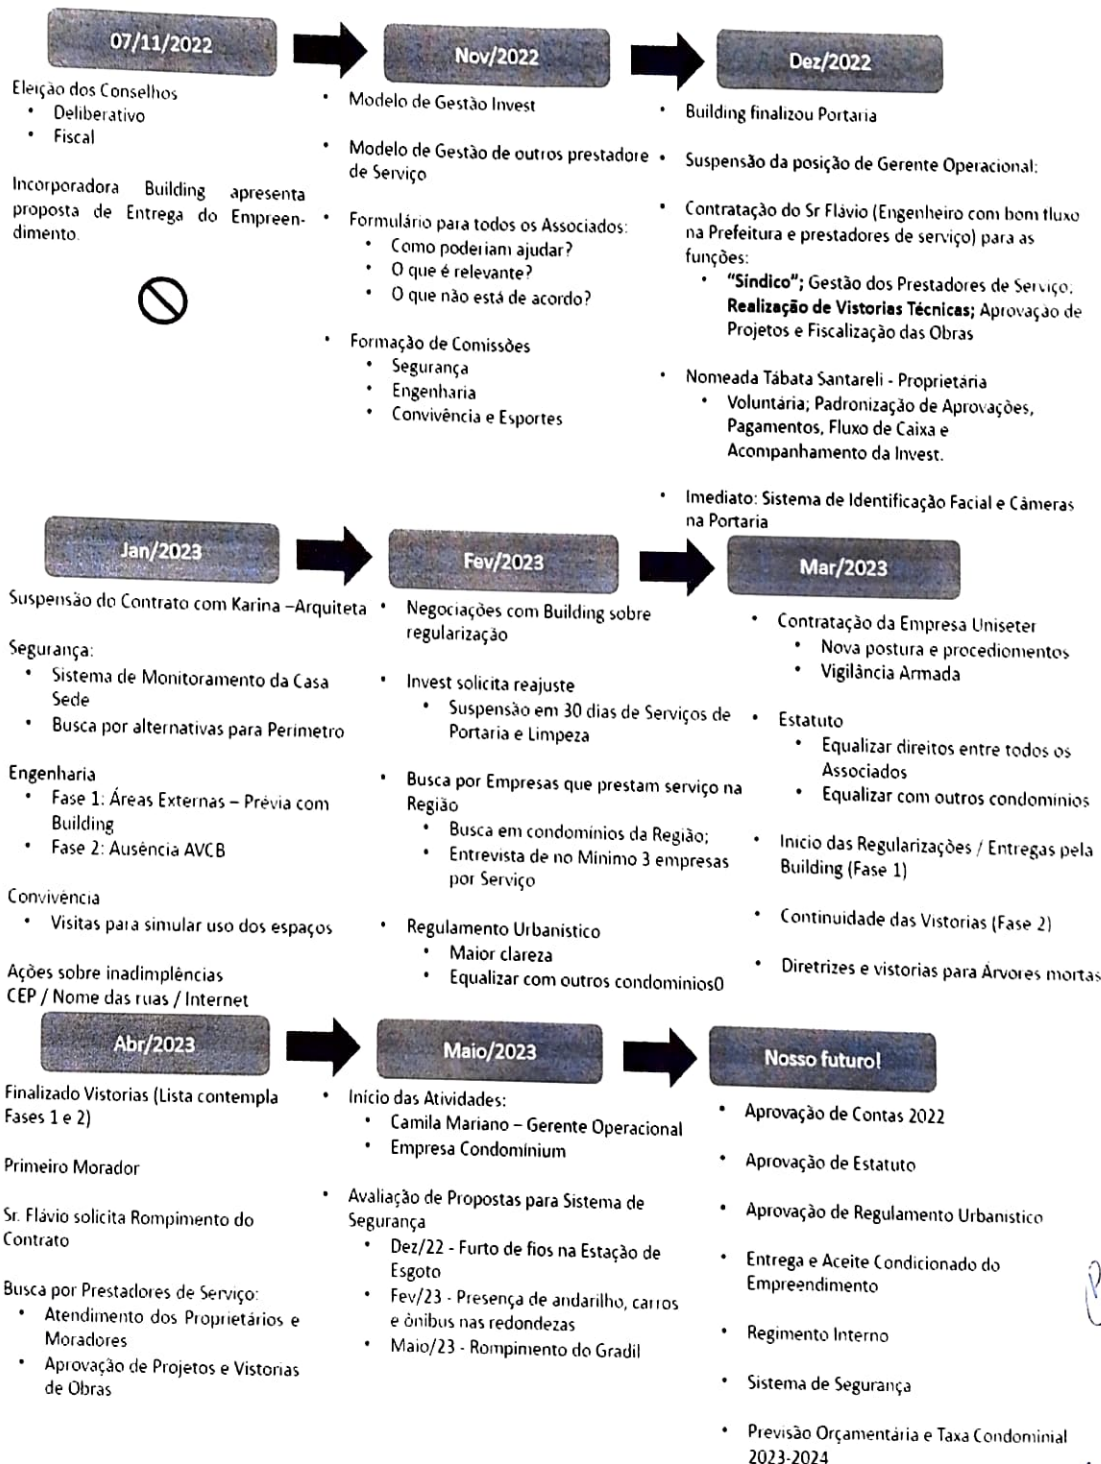 07/11/2022
Eleição dos Conselhos
• Deliberativo
• Fiscal
Incorporadora Building apresenta
proposta de Entrega do Empreen-
dimento.
Nov/2022
• Modelo de Gestão Invest
• Modelo de Gestão de outros prestadore
de Serviço
• Formulário para todos os Associados:
• Como poderiam ajudar?
• O que é relevante?
• O que não está de acordo?
• Formação de Comissões
• Segurança
• Engenharia
• Convivência e Esportes
Dez/2022
• Building finalizou Portaria
• Suspensão da posição de Gerente Operacional:
• Contratação do Sr Flávio (Engenheiro com bom fluxo
na Prefeitura e prestadores de serviço) para as
funções:
• "Síndico"; Gestão dos Prestadores de Serviço;
Realização de Vistorias Técnicas; Aprovação de
Projetos e Fiscalização das Obras
• Nomeada Tábata Santareli - Proprietária
• Voluntária; Padronização de Aprovações,
Pagamentos, Fluxo de Caixa e
Acompanhamento da Invest.
• Imediato: Sistema de Identificação Facial e Câmeras
na Portaria
Jan/2023
Suspensão do Contrato com Karina –Arquiteta
Segurança:
• Sistema de Monitoramento da Casa
Sede
• Busca por alternativas para Perímetro
Engenharia
• Fase 1: Áreas Externas – Prévia com
Building
• Fase 2: Ausência AVCB
Convivência
• Visitas para simular uso dos espaços
Ações sobre inadimplências
CEP / Nome das ruas / Internet
Fev/2023
• Negociações com Building sobre
regularização
• Invest solicita reajuste
• Suspensão em 30 dias de Serviços de
Portaria e Limpeza
• Busca por Empresas que prestam serviço na
Região
• Busca em condomínios da Região;
• Entrevista de no Mínimo 3 empresas
por Serviço
• Regulamento Urbanístico
• Maior clareza
• Equalizar com outros condomínios0
Mar/2023
• Contratação da Empresa Uniseter
• Nova postura e procediomentos
• Vigilância Armada
• Estatuto
• Equalizar direitos entre todos os
Associados
• Equalizar com outros condomínios
• Início das Regularizações / Entregas pela
Building (Fase 1)
• Continuidade das Vistorias (Fase 2)
• Diretrizes e vistorias para Árvores mortas
Abr/2023
Finalizado Vistorias (Lista contempla
Fases 1 e 2)
Primeiro Morador
Sr. Flávio solicita Rompimento do
Contrato
Busca por Prestadores de Serviço:
• Atendimento dos Proprietários e
Moradores
• Aprovação de Projetos e Vistorias
de Obras
Maio/2023
• Início das Atividades:
• Camila Mariano – Gerente Operacional
• Empresa Condomínium
• Avaliação de Propostas para Sistema de
Segurança
• Dez/22 - Furto de fios na Estação de
Esgoto
• Fev/23 - Presença de andarilho, carros
e ônibus nas redondezas
• Maio/23 - Rompimento do Gradil
Nosso futuro!
• Aprovação de Contas 2022
• Aprovação de Estatuto
• Aprovação de Regulamento Urbanístico
• Entrega e Aceite Condicionado do
Empreendimento
• Regimento Interno
• Sistema de Segurança
• Previsão Orçamentária e Taxa Condominial
2023-2024